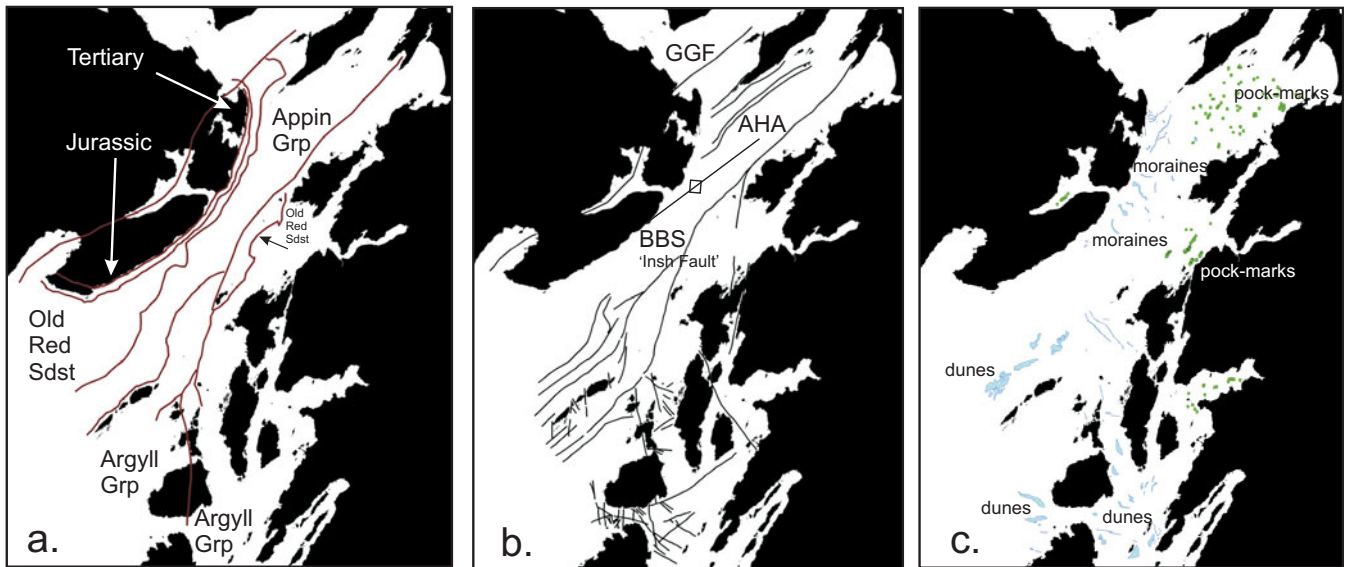 Tertiary
Jurassic
Appin
Grp
Old
Red
Sdst
Old
Red
Sdst
Argyll
Grp
Argyll
Grp
a.
GGF
AHA
BBS
'Insh Fault'
b.
pock-marks
moraines
moraines
pock-marks
dunes
dunes
dunes
c.